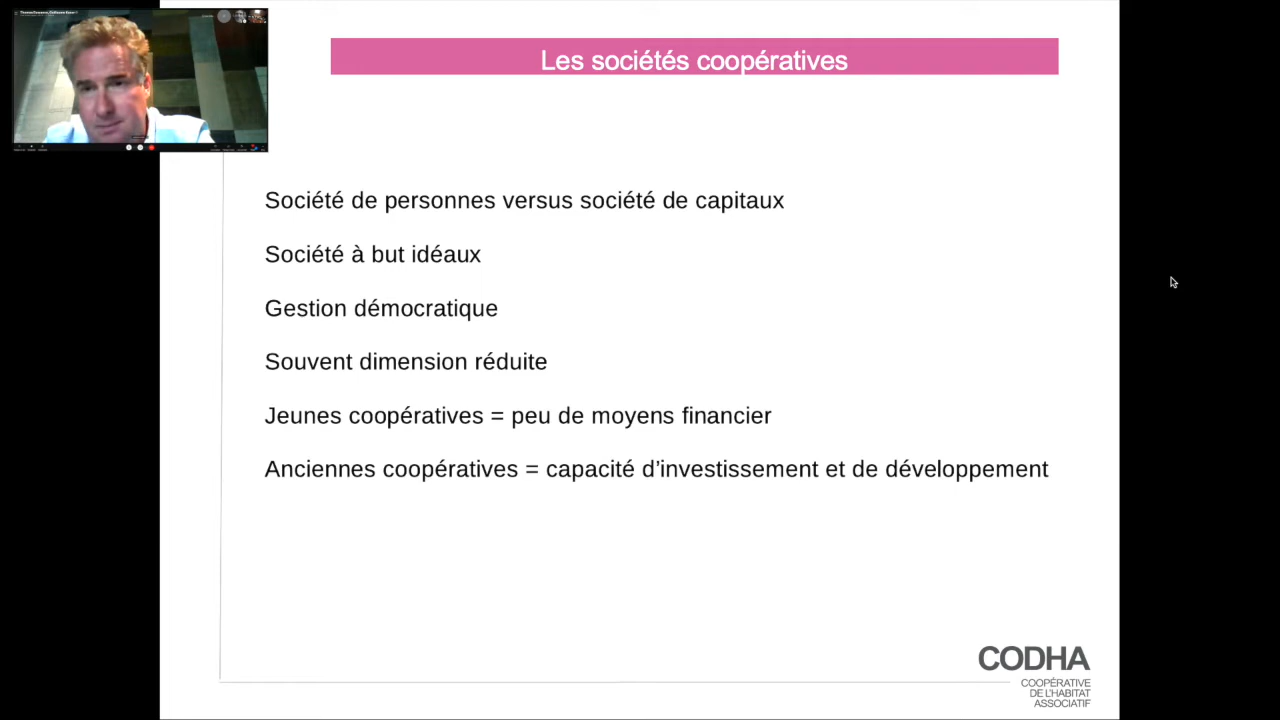 Les sociétés coopératives
Société de personnes versus société de capitaux
Société à but idéaux
Gestion démocratique
Souvent dimension réduite
Jeunes coopératives = peu de moyens financier
Anciennes coopératives = capacité d’investissement et de développement
CODHA
COOPÉRATIVE
DE L'HABITAT
ASSOCIATIF